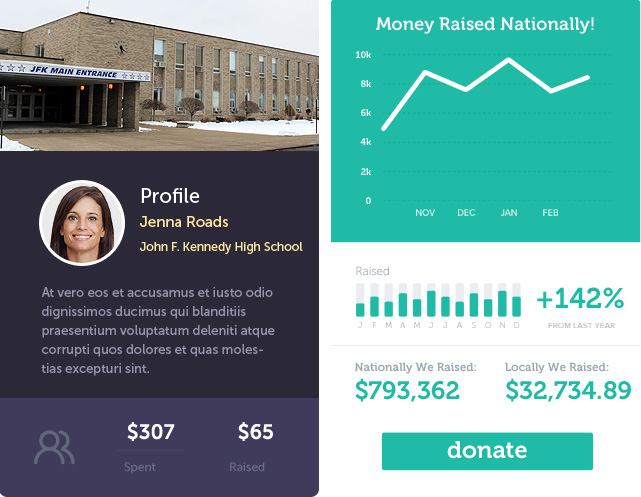 JFK MAIN ENTRANCE
Profile
Jenna Roads
John F. Kennedy High School
At vero eos et accusamus et iusto odio
dignissimos ducimus qui blanditiis
praesentium voluptatum deleniti atque
corrupti quos dolores et quas moles-
tias excepturi sint.
$307
$65
Spent
Raised
Money Raised Nationally!
10k
8k
6k
4k
2k
0
NOV DEC JAN FEB
Raised
J F M A M J J A S O N D
+142%
FROM LAST YEAR
Nationally We Raised:
$793,362
Locally We Raised:
$32,734.89
donate